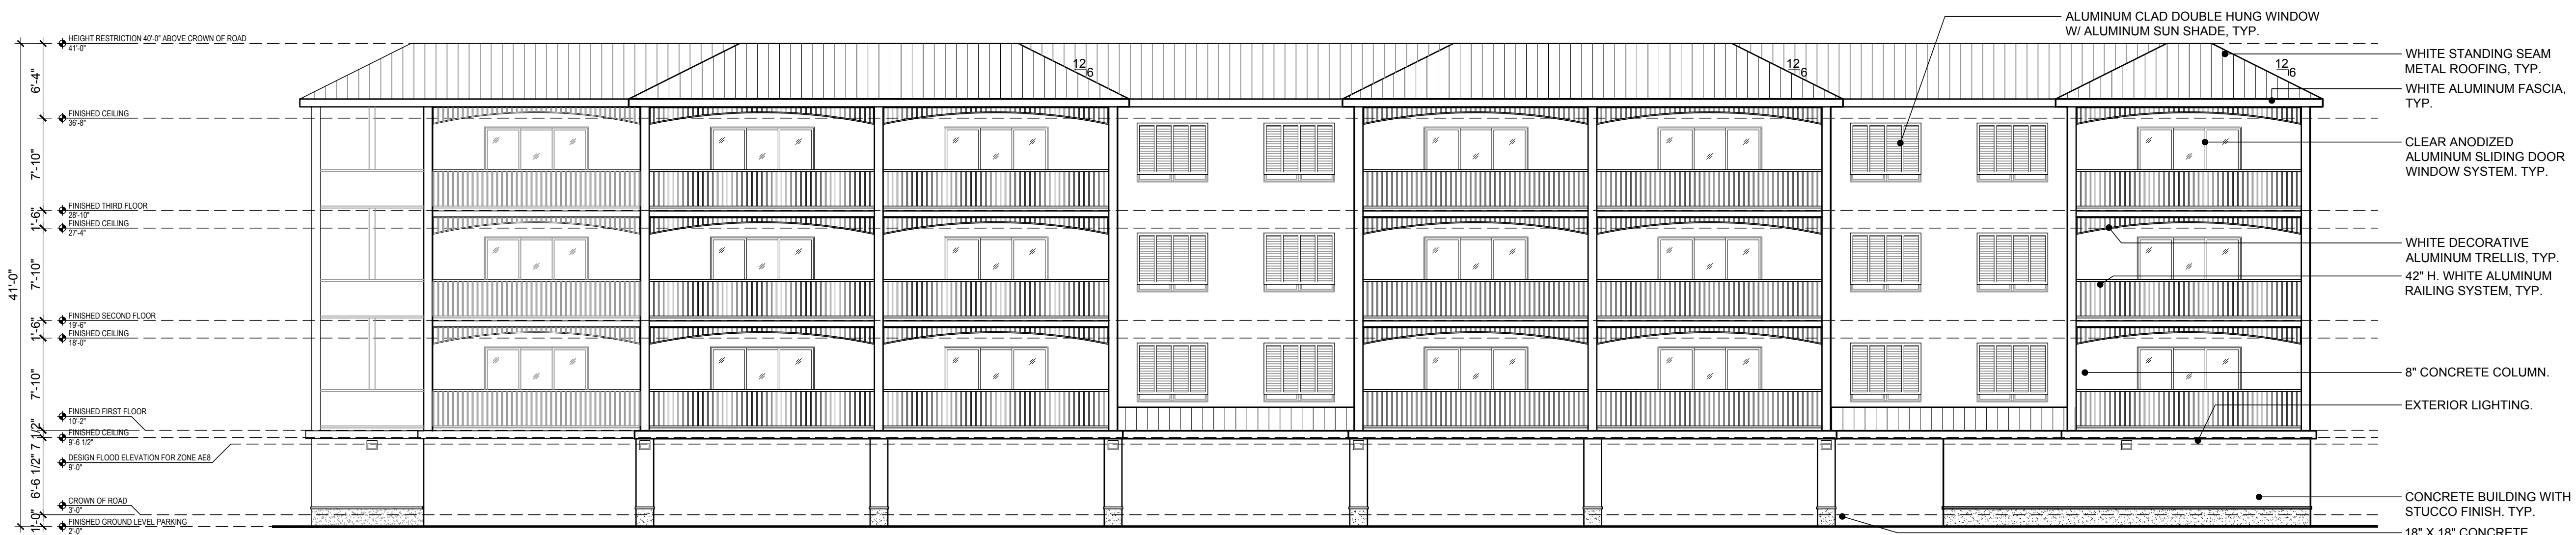 HEIGHT RESTRICTION 40'-0" ABOVE CROWN OF ROAD
41'-0"
6'-4"
FINISHED CEILING
36'-8"
7'-10"
FINISHED THIRD FLOOR
28'-10"
1'-6"
FINISHED CEILING
27'-4"
7'-10"
41'-0"
FINISHED SECOND FLOOR
19'-6"
1'-6"
FINISHED CEILING
18'-0"
7'-10"
FINISHED FIRST FLOOR
10'-2"
7 1/2"
FINISHED CEILING
9'-6 1/2"
DESIGN FLOOD ELEVATION FOR ZONE AE8
9'-0"
6'-6 1/2"
CROWN OF ROAD
3'-0"
1'-0"
FINISHED GROUND LEVEL PARKING
2'-0"
12
6
12
6
12
6
ALUMINUM CLAD DOUBLE HUNG WINDOW
W/ ALUMINUM SUN SHADE, TYP.
WHITE STANDING SEAM
METAL ROOFING, TYP.
WHITE ALUMINUM FASCIA,
TYP.
CLEAR ANODIZED
ALUMINUM SLIDING DOOR
WINDOW SYSTEM. TYP.
WHITE DECORATIVE
ALUMINUM TRELLIS, TYP.
42" H. WHITE ALUMINUM
RAILING SYSTEM, TYP.
8" CONCRETE COLUMN.
EXTERIOR LIGHTING.
CONCRETE BUILDING WITH
STUCCO FINISH. TYP.
18" X 18" CONCRETE